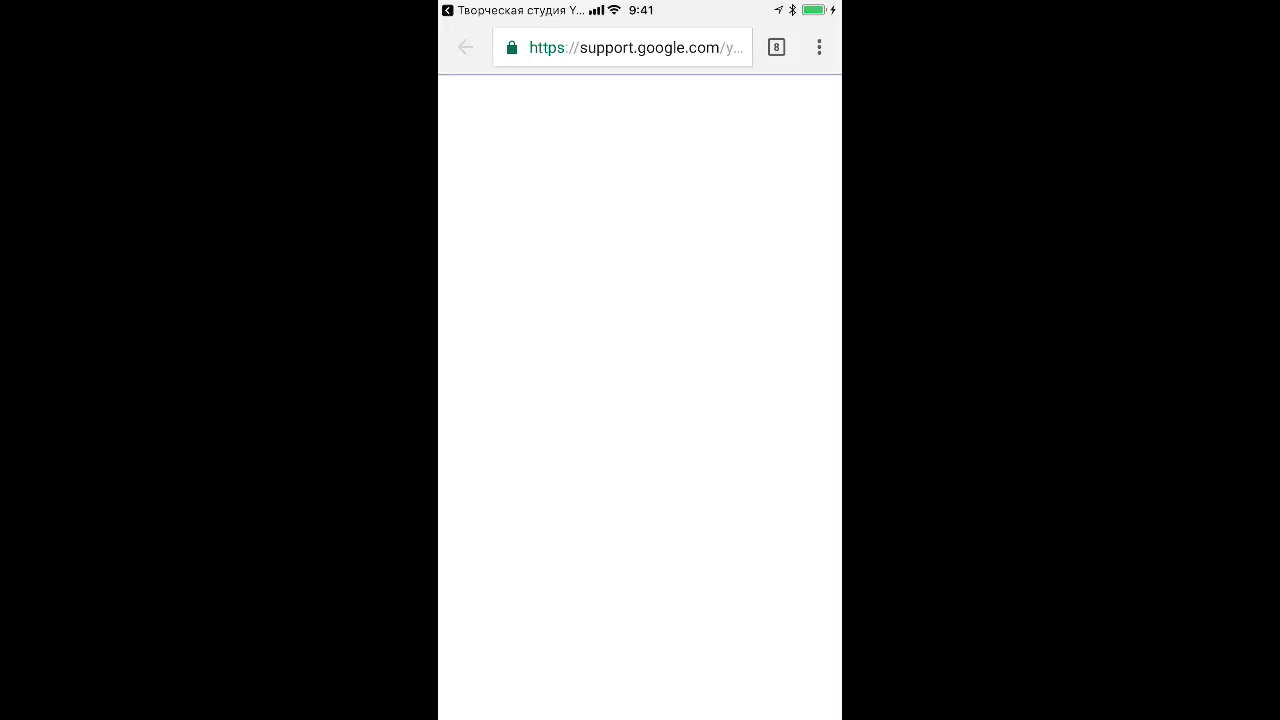 Творческая студия Y... 9:41
https://support.google.com/y... 8